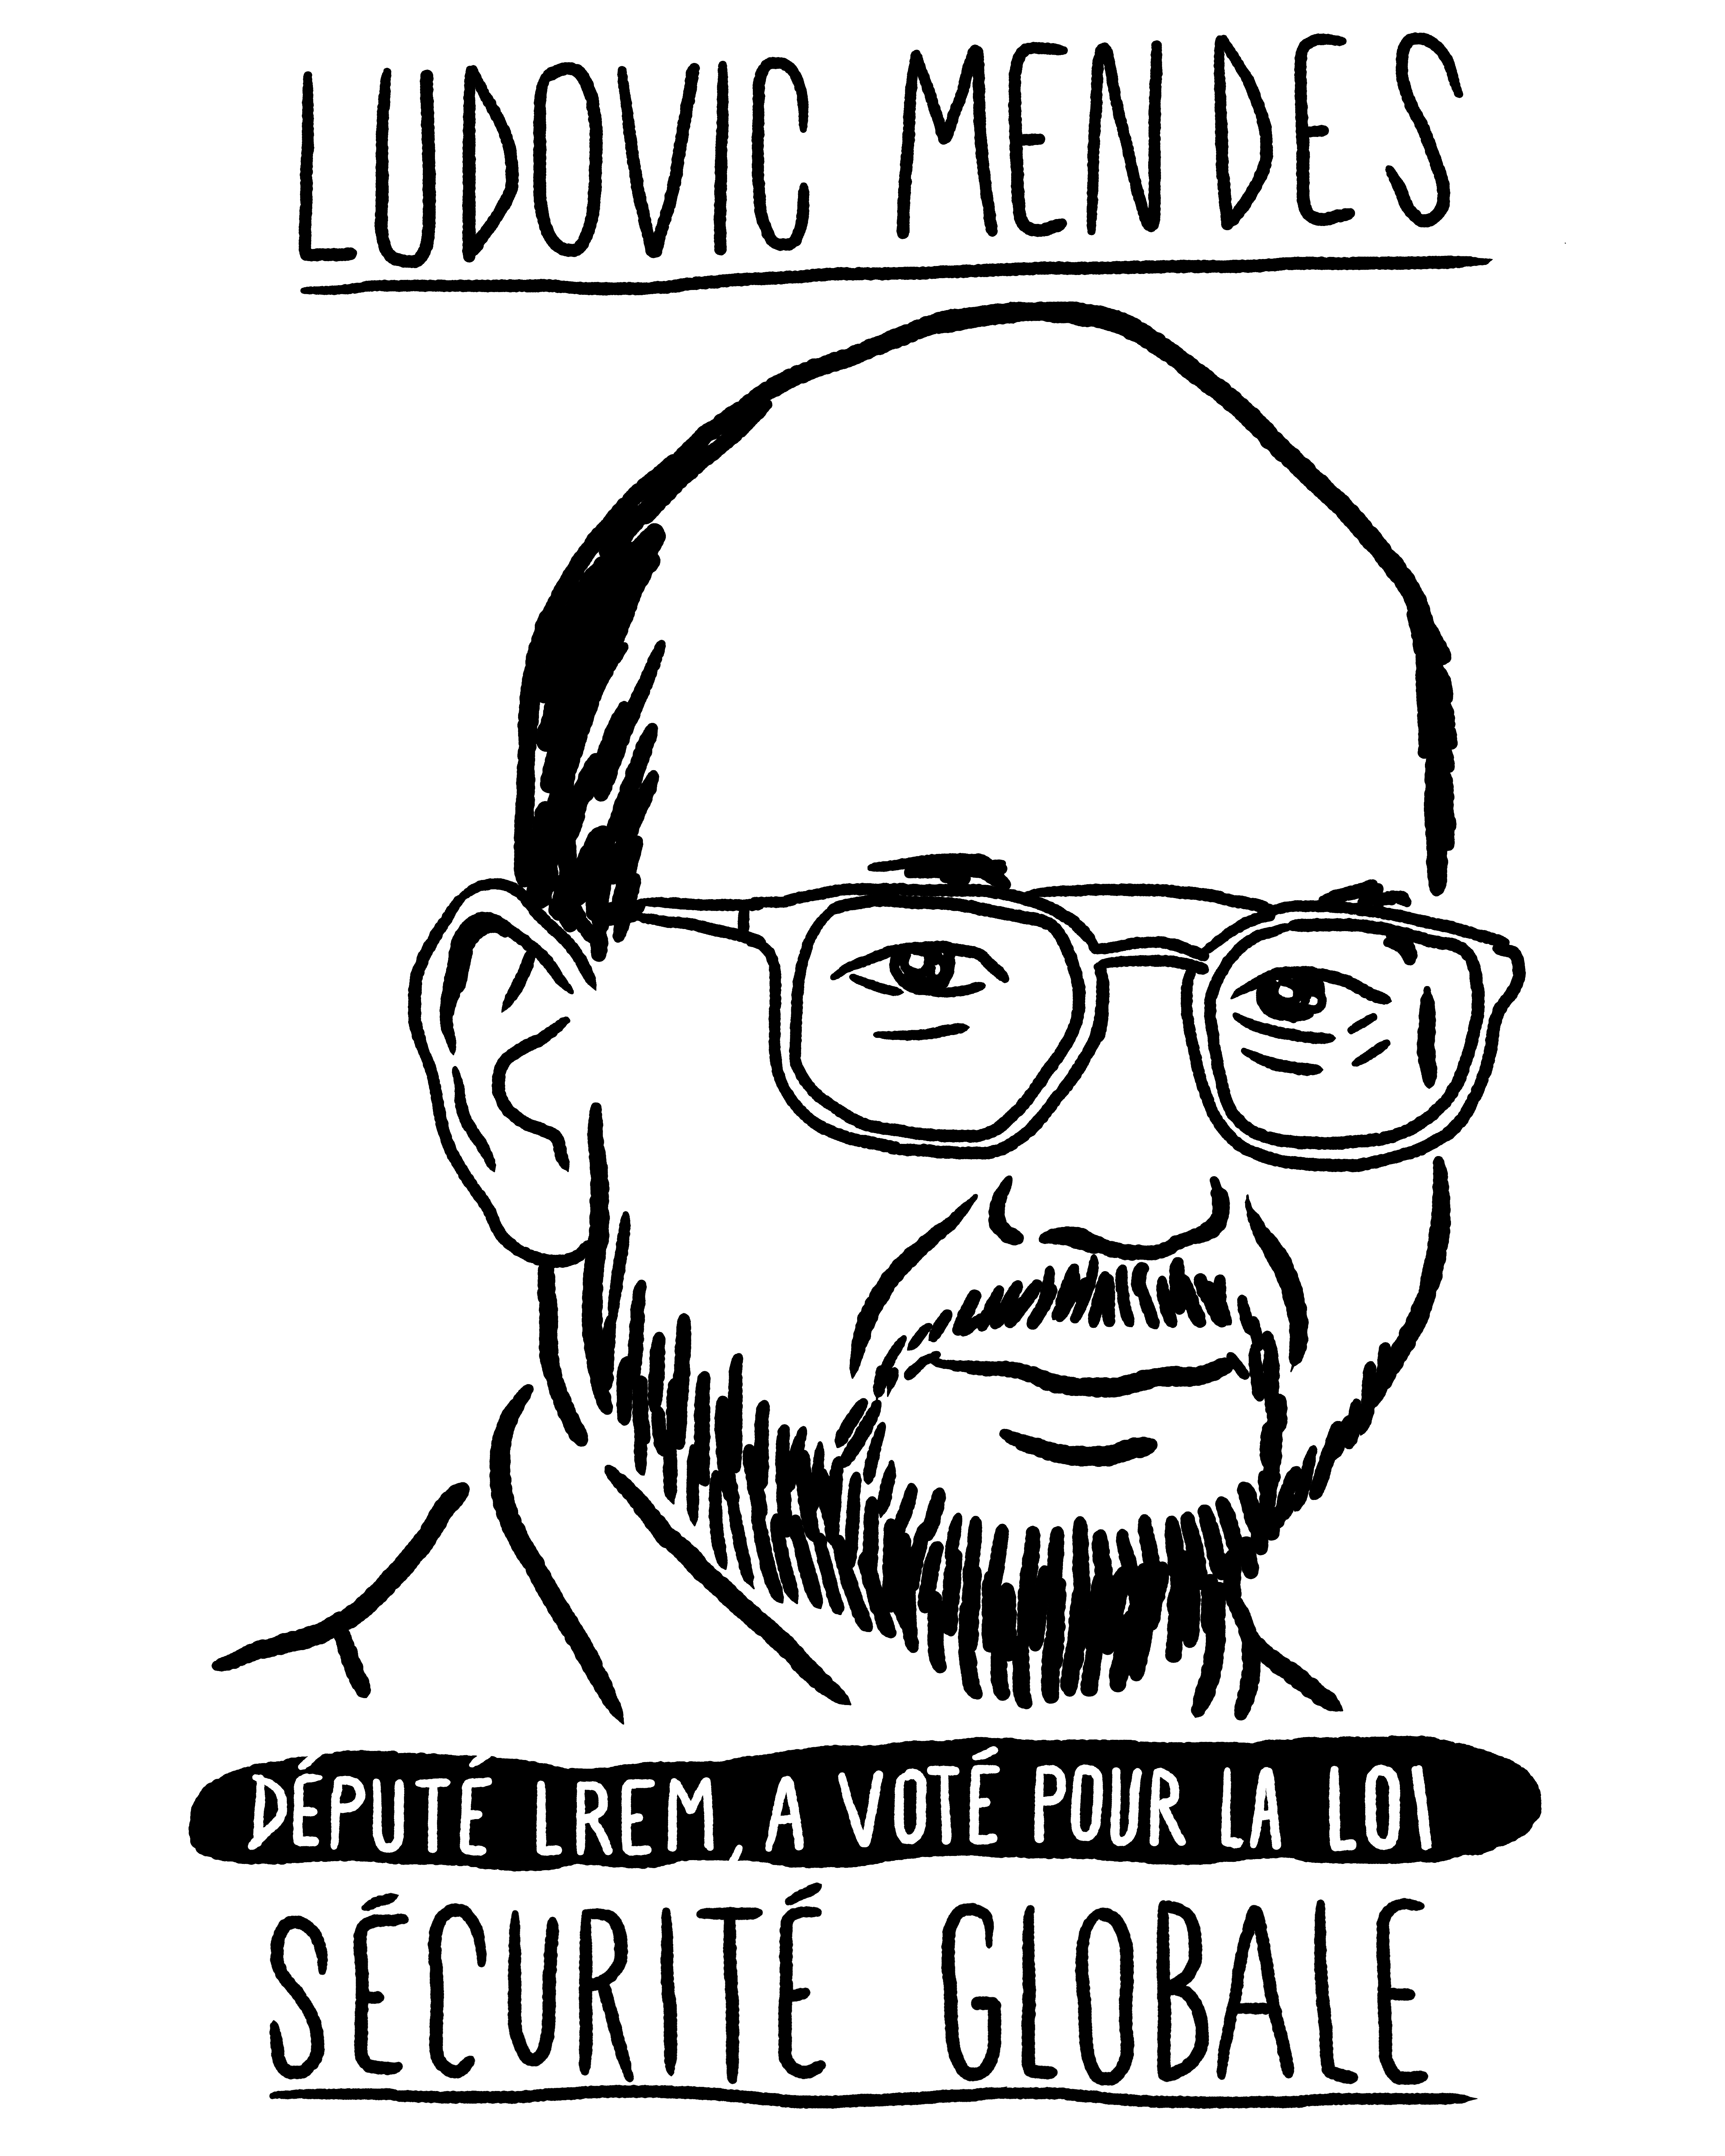 LUDOVIC MENDES
DÉPUTÉ LREM, A VOTÉ POUR LA LOI
SÉCURITÉ GLOBALE